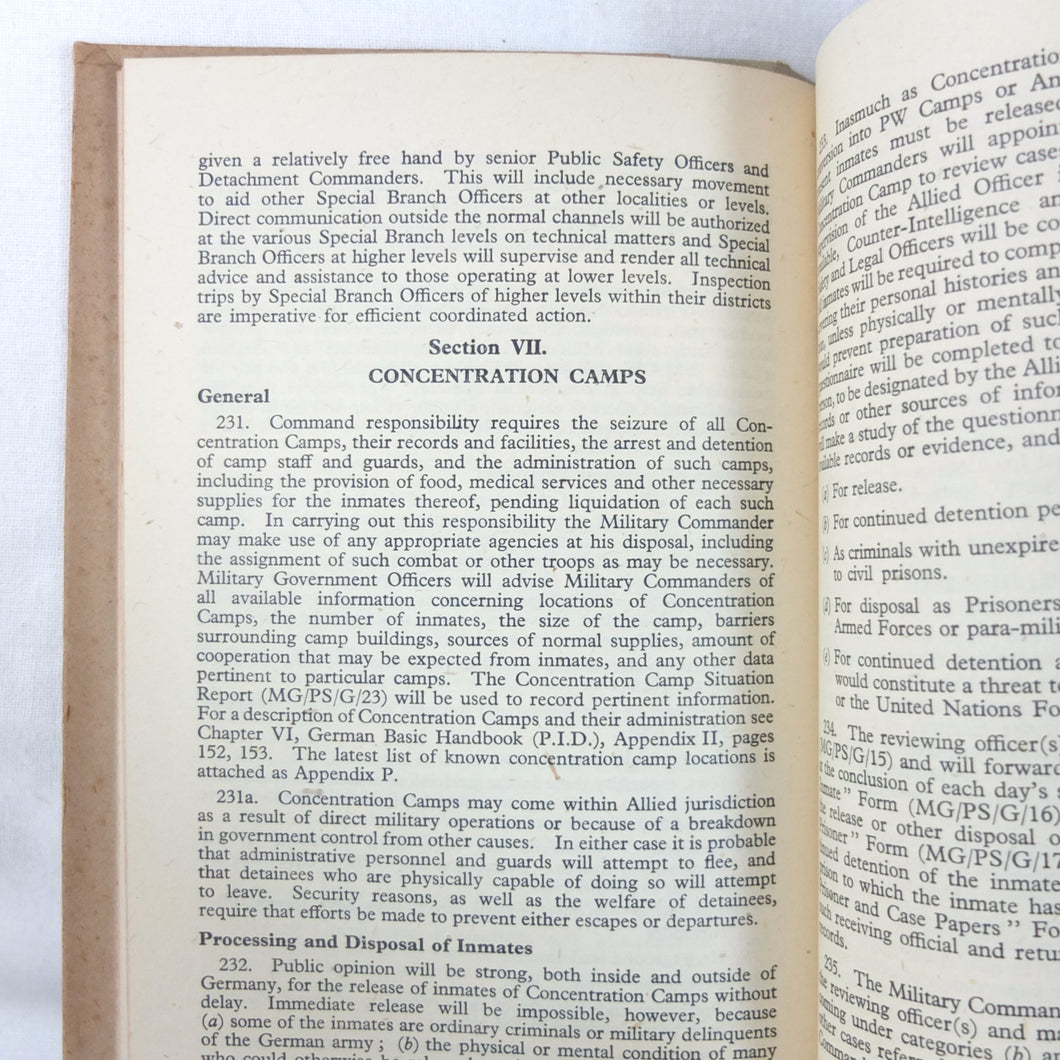 given a relatively free hand by senior Public Safety Officers and
Detachment Commanders. This will include necessary movement
to aid other Special Branch Officers at other localities or levels.
Direct communication outside the normal channels will be authorized
at the various Special Branch levels on technical matters and Special
Branch Officers at higher levels will supervise and render all technical
advice and assistance to those operating at lower levels. Inspection
trips by Special Branch Officers of higher levels within their districts
are imperative for efficient coordinated action.
Section VII.
CONCENTRATION CAMPS
General
231. Command responsibility requires the seizure of all Con-
centration Camps, their records and facilities, the arrest and detention
of camp staff and guards, and the administration of such camps,
including the provision of food, medical services and other necessary
supplies for the inmates thereof, pending liquidation of each such
camp. In carrying out this responsibility the Military Commander
may make use of any appropriate agencies at his disposal, including
the assignment of such combat or other troops as may be necessary.
Military Government Officers will advise Military Commanders of
all available information concerning locations of Concentration
Camps, the number of inmates, the size of the camp, barriers
surrounding camp buildings, sources of normal supplies, amount of
cooperation that may be expected from inmates, and any other data
pertinent to particular camps. The Concentration Camp Situation
Report (MG/PS/G/23) will be used to record pertinent information.
For a description of Concentration Camps and their administration see
Chapter VI, German Basic Handbook (P.I.D.), Appendix II, pages
152, 153. The latest list of known concentration camp locations is
attached as Appendix P.
231a. Concentration Camps may come within Allied jurisdiction
as a result of direct military operations or because of a breakdown
in government control from other causes. In either case it is probable
that administrative personnel and guards will attempt to flee, and
that detainees who are physically capable of doing so will attempt
to leave. Security reasons, as well as the welfare of detainees,
require that efforts be made to prevent either escapes or departures.
Processing and Disposal of Inmates
232. Public opinion will be strong, both inside and outside of
Germany, for the release of inmates of Concentration Camps without
delay. Immediate release will be impossible, however, because
(a) some of the inmates are ordinary criminals or military delinquents
of the German army; (b) the physical or mental condition of many
who could otherwise be
Inasmuch as
into PW Camps or
inmates must be
Commanders will
Camp to review
of the Allied Officer
Counter-Intelligence
and Legal Officers will be
inmates will be required to
their personal histories
unless physically or mentally
prevent preparation of
will be completed to
to be designated by the
or other sources of
make a study of the
records or evidence, and
For release.
(b) For continued detention
(c) As criminals with
to civil prisons.
(d) For disposal as Prisoners
Armed Forces or
(e) For continued detention
would constitute a threat
or the United Nations
234. The reviewing officer(s)
(MG/PS/G/15) and will forward
the conclusion of each day's
Form (MG/PS/G/16)
release or other disposal
Form (MG/PS/G/17
detention of the inmate
to which the inmate has
and Case Papers"
receiving official and
235. The Military
reviewing officer(s) and
under categories (b)
cases